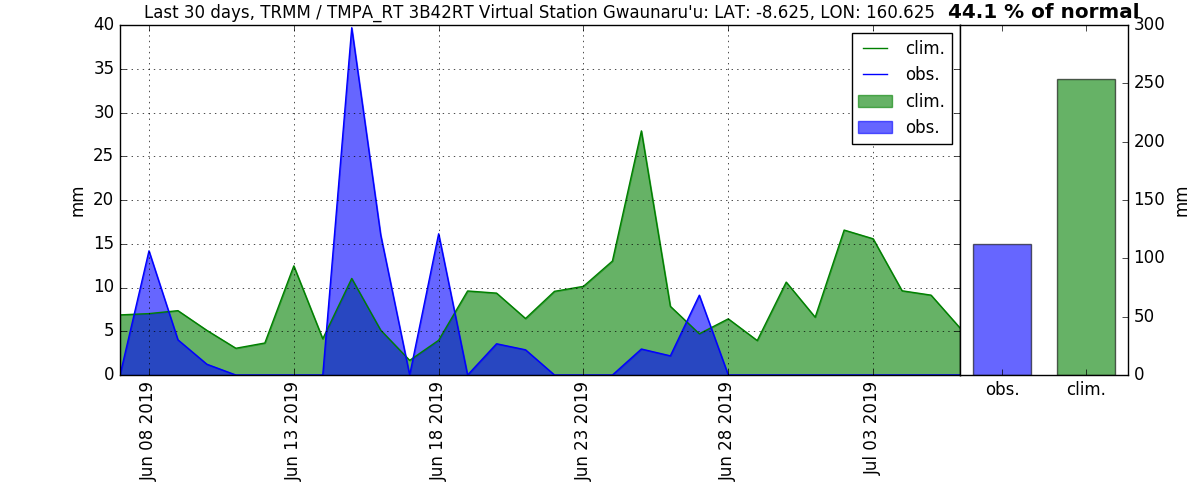 Last 30 days, TRMM / TMPA_RT 3B42RT Virtual Station Gwaunaru'u: LAT: -8.625, LON: 160.625
44.1 % of normal
40
35
30
25
20
15
10
5
0
mm
clim.
obs.
clim.
obs.
Jun 08 2019
Jun 13 2019
Jun 18 2019
Jun 23 2019
Jun 28 2019
Jul 03 2019
300
250
200
150
100
50
0
mm
obs.
clim.